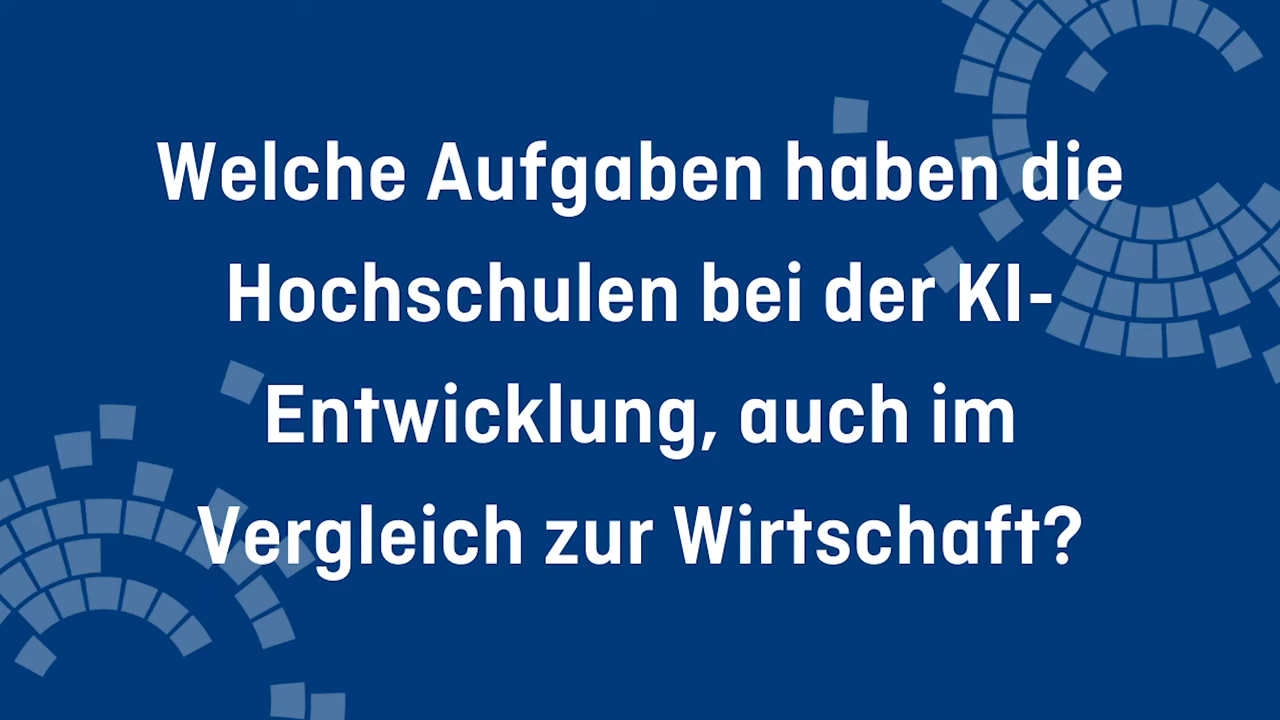 Welche Aufgaben haben die
Hochschulen bei der KI-
Entwicklung, auch im
Vergleich zur Wirtschaft?